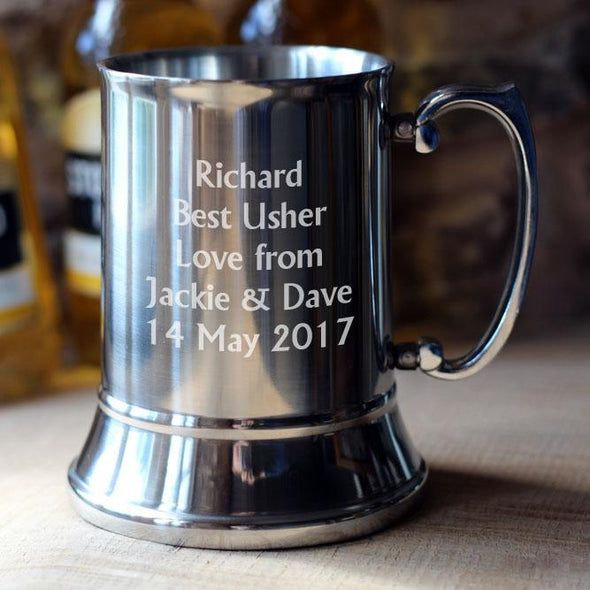 Richard
Best Usher
Love from
Jackie & Dave
14 May 2017